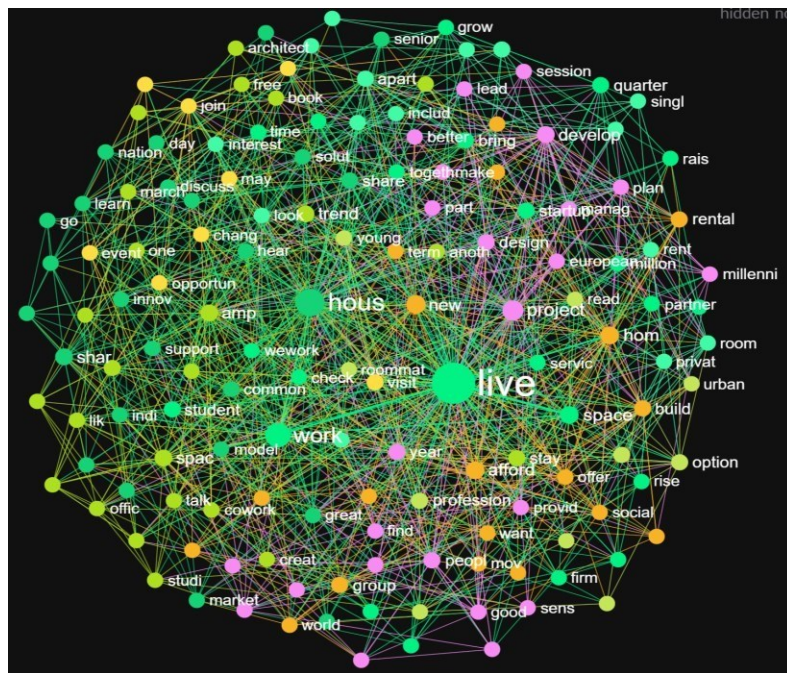 hidden no
grow
senior
architect
apart
session
free
lead
quarter
book
includ
singl
join
time
better
develop
bring
day
interest
solut
nation
discuss
may
share
togethmake
rais
march
plan
learn
part
startup
manag
look
trend
go
rental
chang
young
design
hear
term
anoth
rent
event
one
european
million
millenni
opportun
read
innov
hous
new
project
partner
amp
hom
room
support
wework
shar
servic
privat
roommat
common
check
visit
live
urban
lik
indi
student
space
build
work
model
year
spac
stay
option
afford
offer
rise
talk
profession
offic
cowork
provid
social
great
find
want
creat
peopl
mov
studi
group
firm
market
good
sens
world